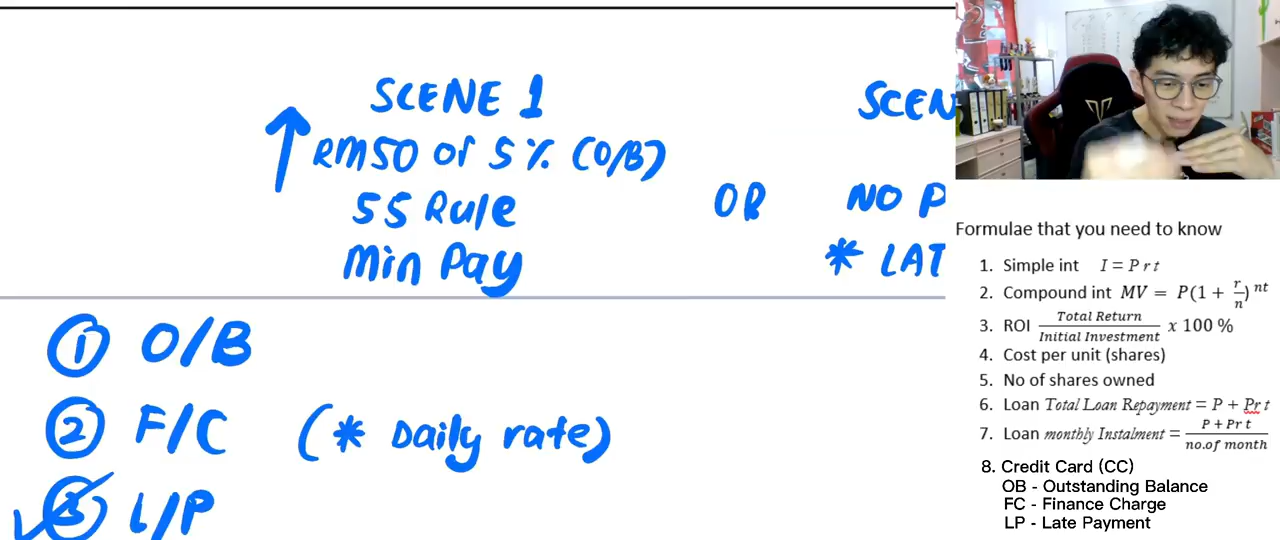 SCENE 1
RM50 or 5% (O/B)
55 Rule
Min Pay
OR
SCEN
NO P
* LAT
1 O/B
2 F/C (* Daily rate)
3 L/P
Formulae that you need to know
1. Simple int I = P r t
2. Compound int MV = P(1 + r/n)^nt
3. ROI Total Return / Initial Investment x 100 %
4. Cost per unit (shares)
5. No of shares owned
6. Loan Total Loan Repayment = P + Pr t
7. Loan monthly Instalment = P + Pr t / no.of month
8. Credit Card (CC)
OB - Outstanding Balance
FC - Finance Charge
LP - Late Payment